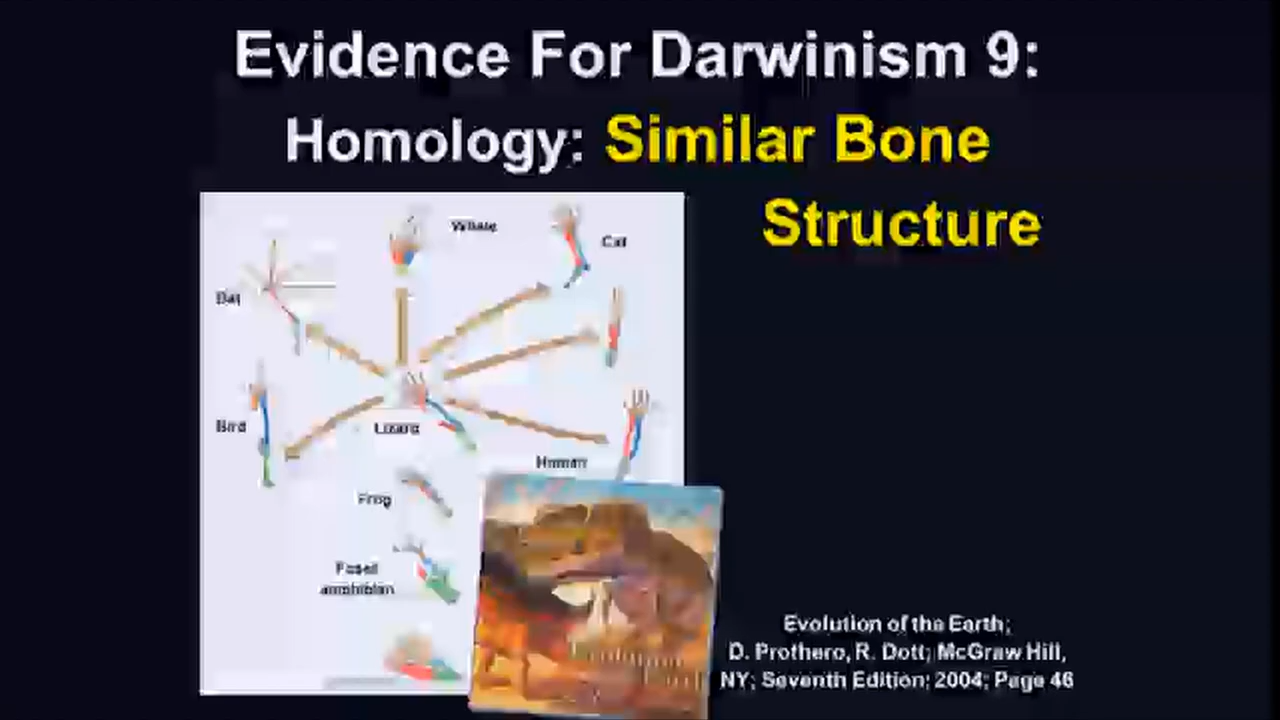 Evidence For Darwinism 9:
Homology: Similar Bone
Structure
Whale
Cat
Bat
Bird
Lizard
Human
Frog
Fossil
amphibian
Evolution of the Earth;
D. Prothero, R. Dott; McGraw Hill,
NY; Seventh Edition; 2004; Page 46